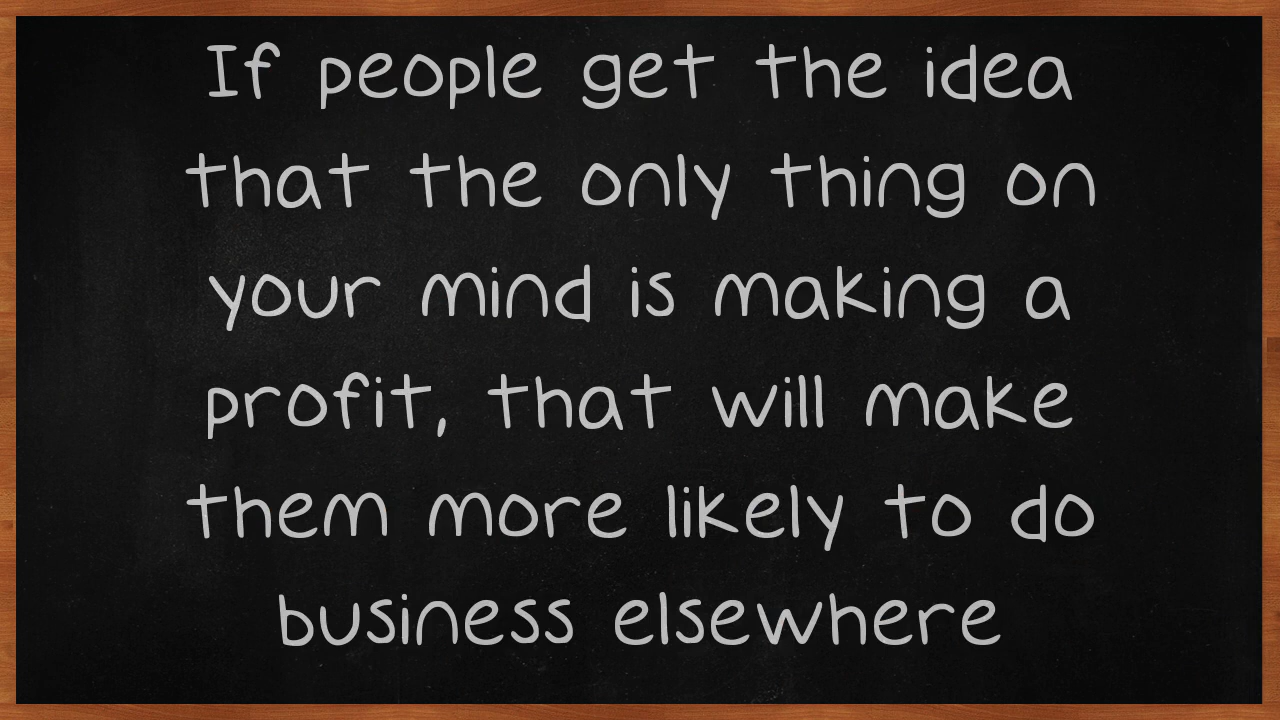 If people get the idea
that the only thing on
your mind is making a
profit, that will make
them more likely to do
business elsewhere